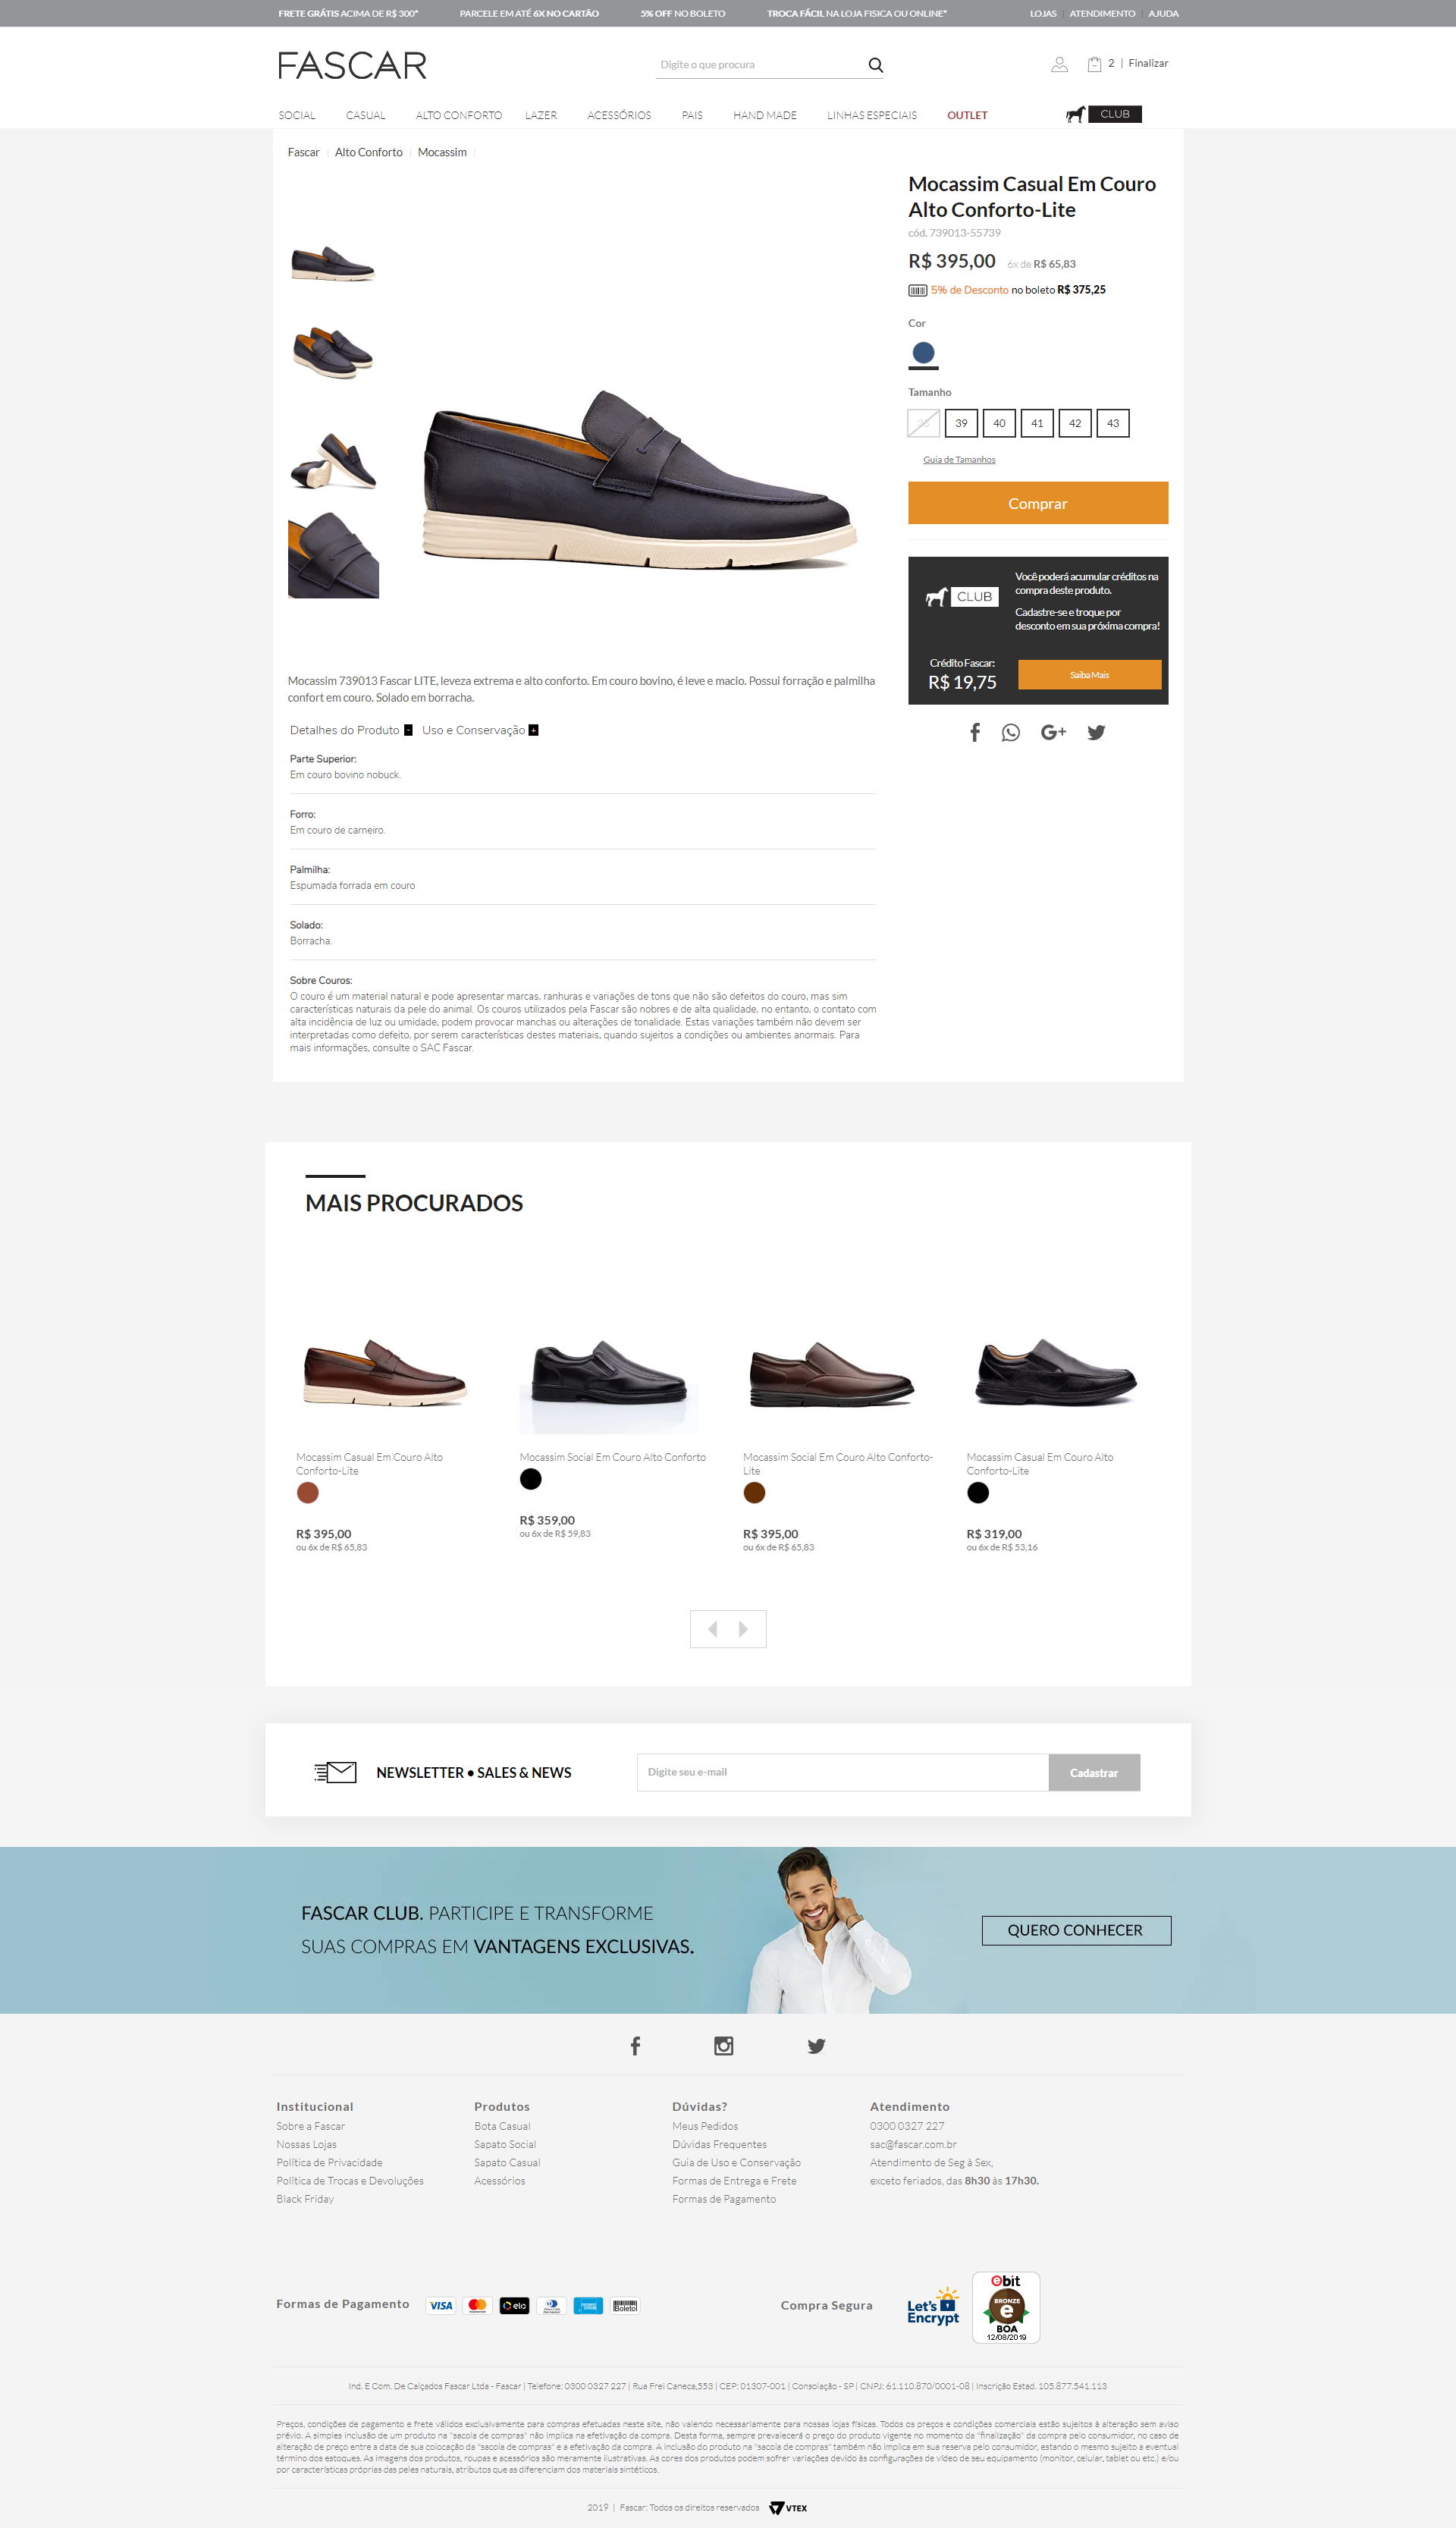 FRETE GRÁTIS ACIMA DE R$ 300* PARCELE EM ATÉ 6X NO CARTÃO 5% OFF NO BOLETO TROCA FÁCIL NA LOJA FISICA OU ONLINE* LOJAS | ATENDIMENTO | AJUDA
FASCAR
Digite o que procura
2 | Finalizar
SOCIAL CASUAL ALTO CONFORTO LAZER ACESSÓRIOS PAIS HAND MADE LINHAS ESPECIAIS OUTLET CLUB
Fascar | Alto Conforto | Mocassim |
Mocassim Casual Em Couro
Alto Conforto-Lite
cód. 739013-55739
R$ 395,00 6x de R$ 65,83
5% de Desconto no boleto R$ 375,25
Cor
Tamanho
39 40 41 42 43
Guia de Tamanhos
Comprar
CLUB
Você poderá acumular créditos na
compra deste produto.
Cadastre-se e troque por
desconto em sua próxima compra!
Crédito Fascar:
R$ 19,75
Saiba Mais
Mocassim 739013 Fascar LITE, leveza extrema e alto conforto. Em couro bovino, é leve e macio. Possui forração e palmilha
confort em couro. Solado em borracha.
Detalhes do Produto - Uso e Conservação +
Parte Superior:
Em couro bovino nobuck.
Forro:
Em couro de carneiro.
Palmilha:
Espumada forrada em couro
Solado:
Borracha.
Sobre Couros:
O couro é um material natural e pode apresentar marcas, ranhuras e variações de tons que não são defeitos do couro, mas sim
características naturais da pele do animal. Os couros utilizados pela Fascar são nobres e de alta qualidade, no entanto, o contato com
alta incidência de luz ou umidade, podem provocar manchas ou alterações de tonalidade. Estas variações também não devem ser
interpretadas como defeito, por serem características destes materiais, quando sujeitos a condições ou ambientes anormais. Para
mais informações, consulte o SAC Fascar.
MAIS PROCURADOS
Mocassim Casual Em Couro Alto
Conforto-Lite
R$ 395,00
ou 6x de R$ 65,83
Mocassim Social Em Couro Alto Conforto
R$ 359,00
ou 6x de R$ 59,83
Mocassim Social Em Couro Alto Conforto-
Lite
R$ 395,00
ou 6x de R$ 65,83
Mocassim Casual Em Couro Alto
Conforto-Lite
R$ 319,00
ou 6x de R$ 53,16
NEWSLETTER • SALES & NEWS
Digite seu e-mail
Cadastrar
FASCAR CLUB. PARTICIPE E TRANSFORME
SUAS COMPRAS EM VANTAGENS EXCLUSIVAS.
QUERO CONHECER
Institucional
Sobre a Fascar
Nossas Lojas
Política de Privacidade
Política de Trocas e Devoluções
Black Friday
Produtos
Bota Casual
Sapato Social
Sapato Casual
Acessórios
Dúvidas?
Meus Pedidos
Dúvidas Frequentes
Guia de Uso e Conservação
Formas de Entrega e Frete
Formas de Pagamento
Atendimento
0300 0327 227
sac@fascar.com.br
Atendimento de Seg à Sex,
exceto feriados, das 8h30 às 17h30.
Formas de Pagamento
VISA
elo
Boleto
Compra Segura
Let's
Encrypt
ebit
BRONZE
e
BOA
12/08/2019
Ind. E Com. De Calçados Fascar Ltda - Fascar | Telefone: 0300 0327 227 | Rua Frei Caneca,553 | CEP: 01307-001 | Consolação - SP | CNPJ: 61.110.870/0001-08 | Inscrição Estad. 105.877.541.113
Preços, condições de pagamento e frete válidos exclusivamente para compras efetuadas neste site, não valendo necessariamente para nossas lojas físicas. Todos os preços e condições comerciais estão sujeitos à alteração sem aviso
prévio. A simples inclusão de um produto na "sacola de compras" não implica na efetivação da compra. Desta forma, sempre prevalecerá o preço do produto vigente no momento da "finalização" da compra pelo consumidor, no caso de
alteração de preço entre a data de sua colocação da "sacola de compras" e a efetivação da compra. A inclusão do produto na "sacola de compras" também não implica em sua reserva pelo consumidor, estando o mesmo sujeito a eventual
término dos estoques. As imagens dos produtos, roupas e acessórios são meramente ilustrativas. As cores dos produtos podem sofrer variações devido às configurações de vídeo de seu equipamento (monitor, celular, tablet ou etc.) e/ou
por características próprias das peles naturais, atributos que as diferenciam dos materiais sintéticos.
2019 | Fascar: Todos os direitos reservados VTEX